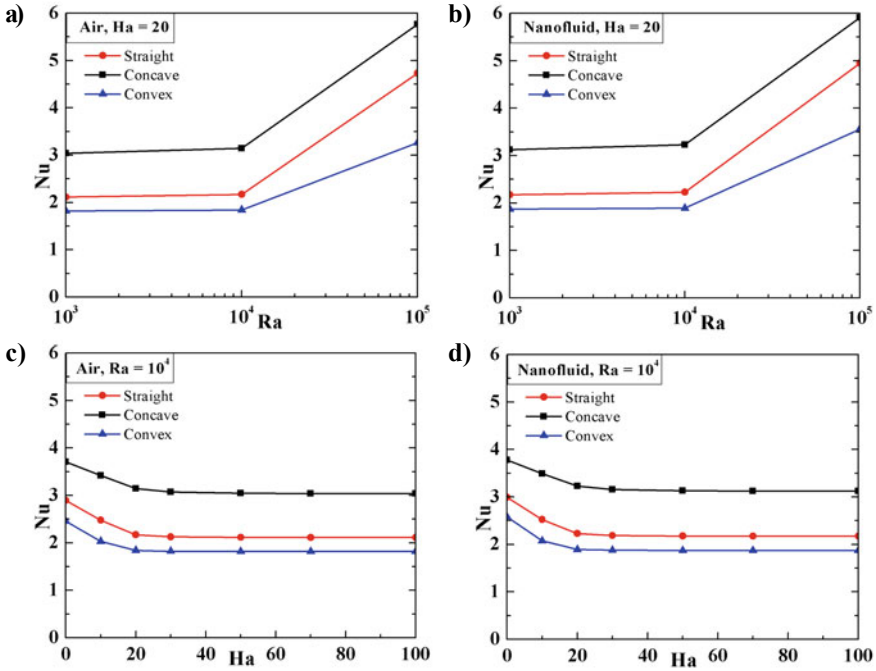 a)
Air, Ha = 20
Straight
Concave
Convex
Nu
6
5
4
3
2
1
0
10³ 10⁴ 10⁵
Ra
b)
Nanofluid, Ha = 20
Straight
Concave
Convex
Nu
6
5
4
3
2
1
0
10³ 10⁴ 10⁵
Ra
c)
Air, Ra = 10⁴
Straight
Concave
Convex
Nu
6
5
4
3
2
1
0
0 20 40 60 80 100
Ha
d)
Nanofluid, Ra = 10⁴
Straight
Concave
Convex
Nu
6
5
4
3
2
1
0
0 20 40 60 80 100
Ha